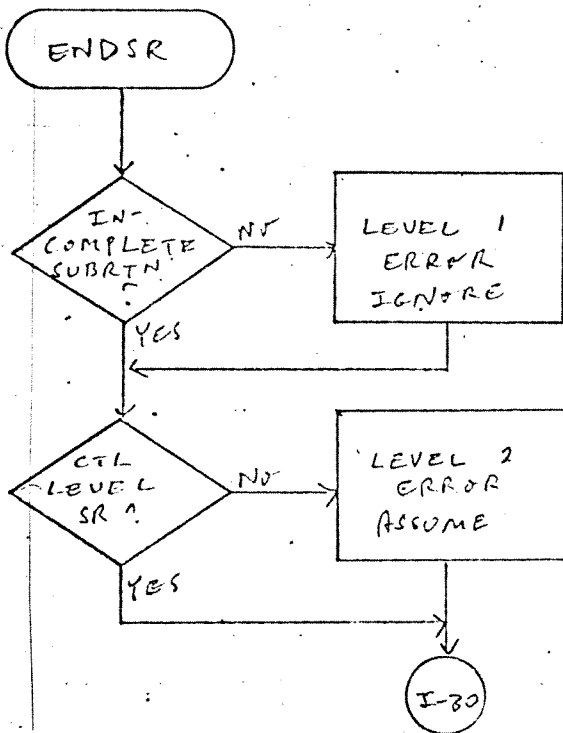 ENDSR
IN-
COMPLETE
SUBRTN
?
NO
LEVEL 1
ERROR
IGNORE
YES
CTL
LEVEL
SR ?
NO
LEVEL 2
ERROR
ASSUME
YES
I-30